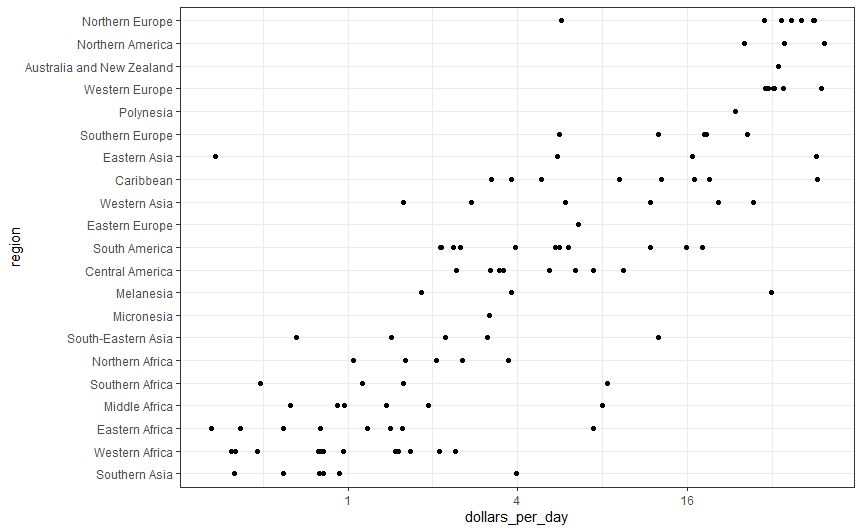 Northern Europe
Northern America
Australia and New Zealand
Western Europe
Polynesia
Southern Europe
Eastern Asia
Caribbean
Western Asia
Eastern Europe
South America
Central America
Melanesia
Micronesia
South-Eastern Asia
Northern Africa
Southern Africa
Middle Africa
Eastern Africa
Western Africa
Southern Asia
region
1 4 16
dollars_per_day